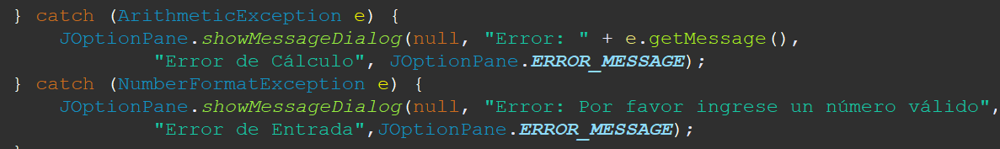 } catch (ArithmeticException e) {
JOptionPane.showMessageDialog(null, "Error: " + e.getMessage(),
"Error de Cálculo", JOptionPane.ERROR_MESSAGE);
} catch (NumberFormatException e) {
JOptionPane.showMessageDialog(null, "Error: Por favor ingrese un número válido",
"Error de Entrada",JOptionPane.ERROR_MESSAGE);
}